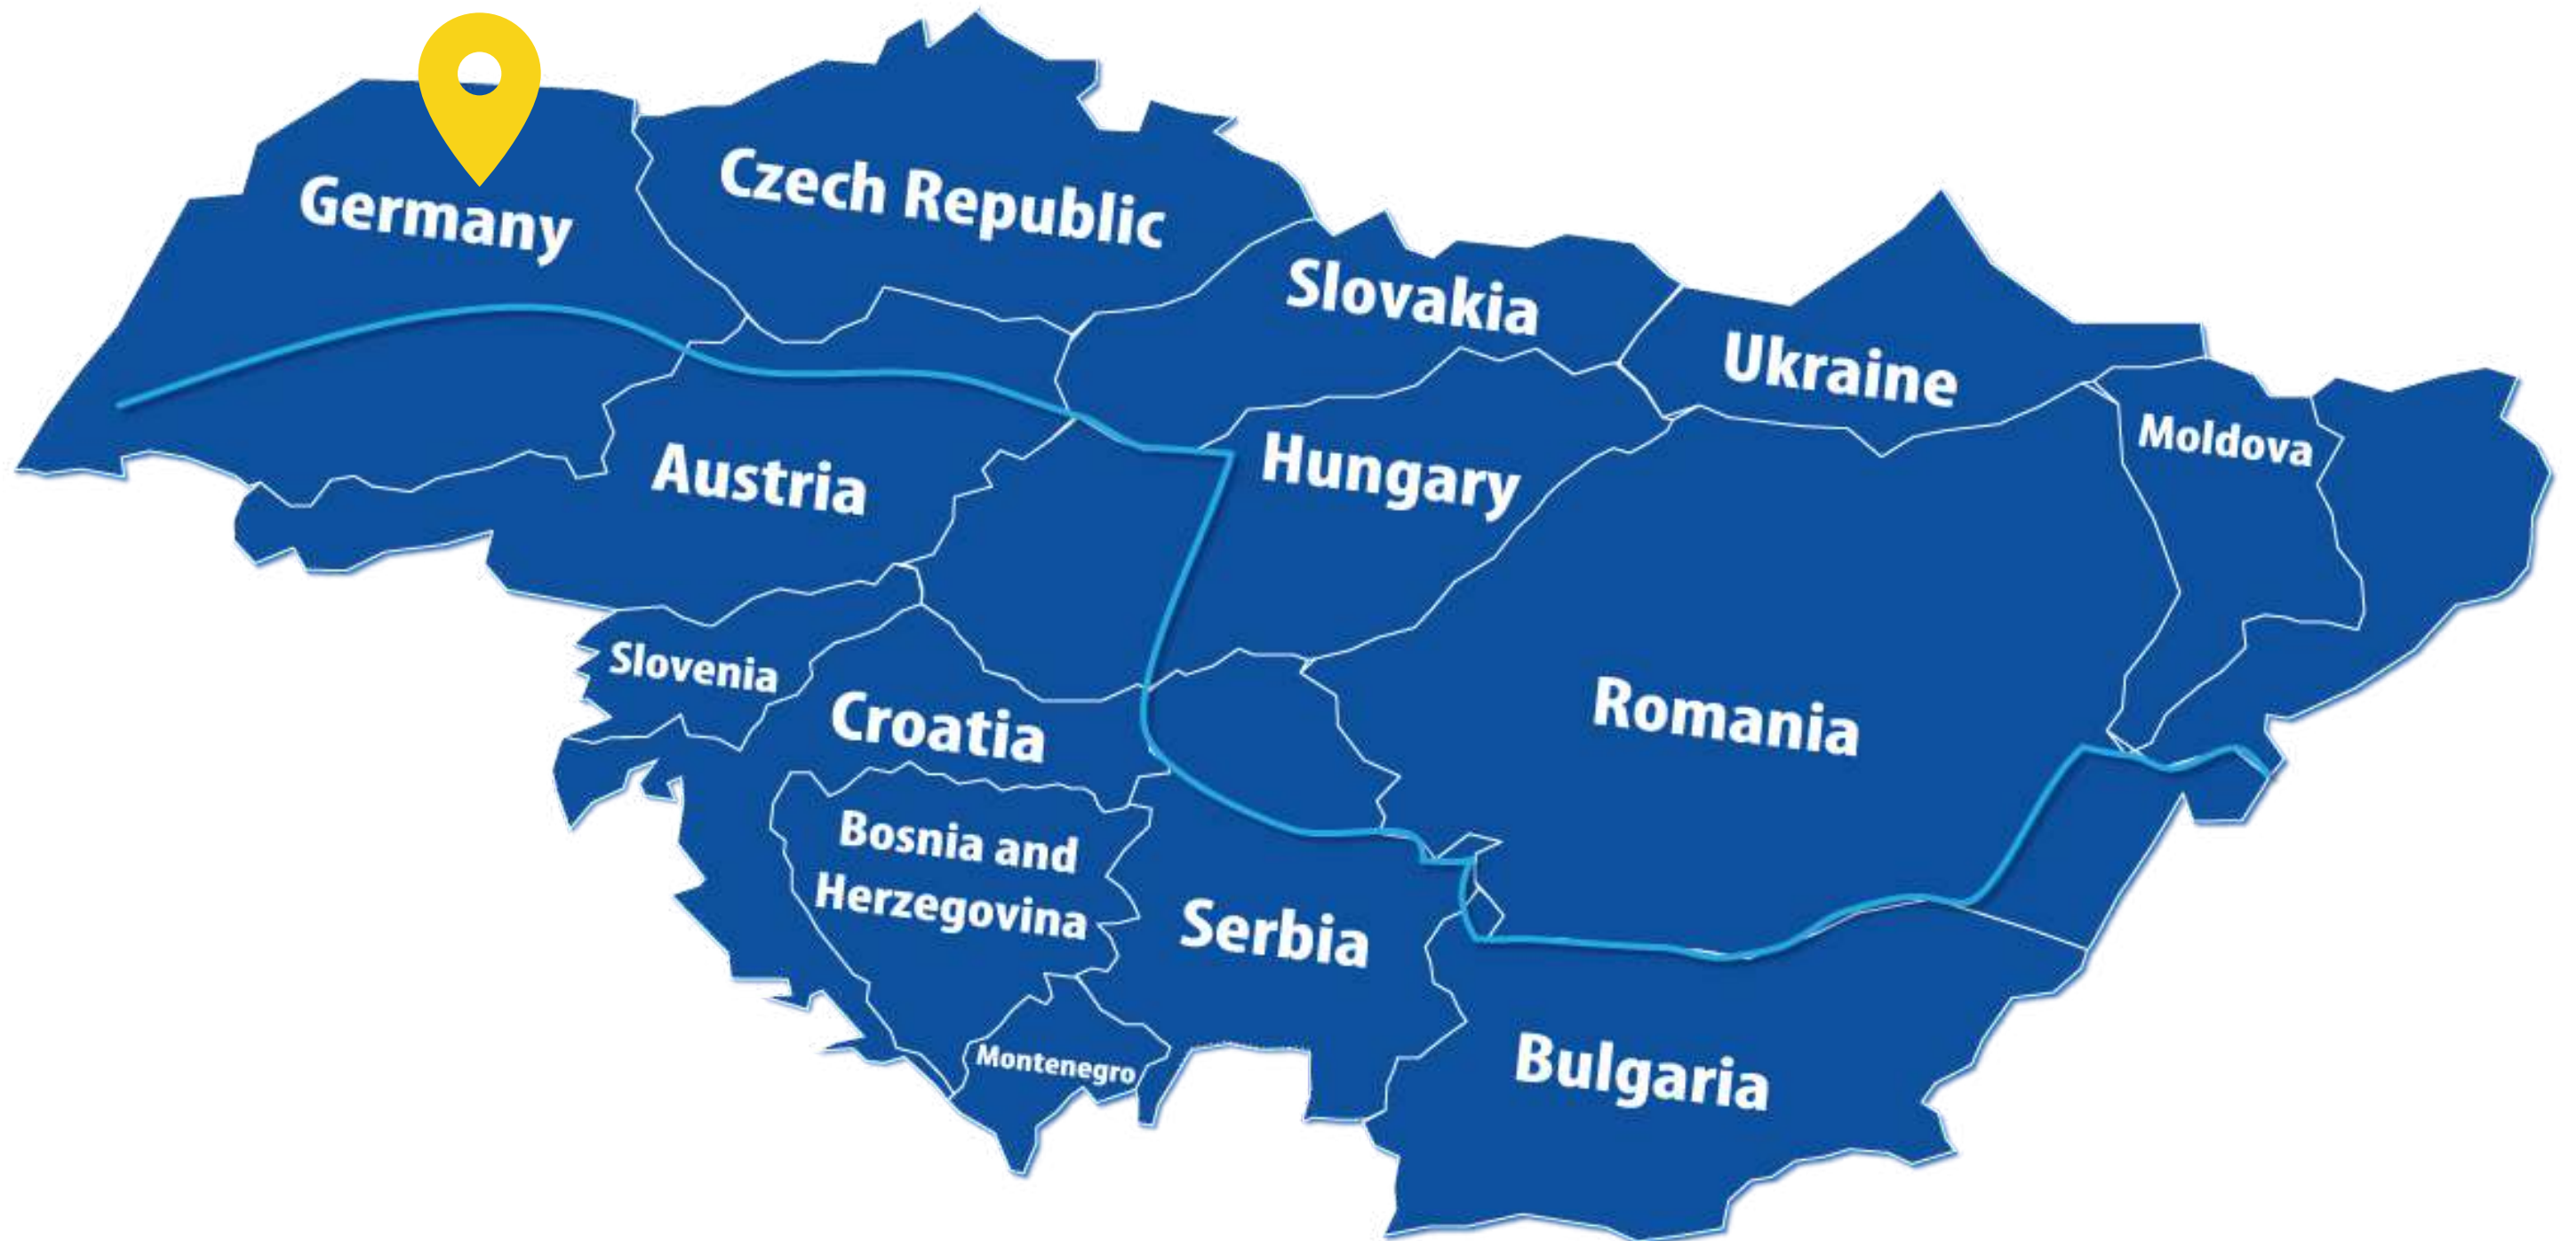 Germany
Czech Republic
Slovakia
Ukraine
Moldova
Austria
Hungary
Slovenia
Croatia
Romania
Bosnia and
Herzegovina
Serbia
Montenegro
Bulgaria